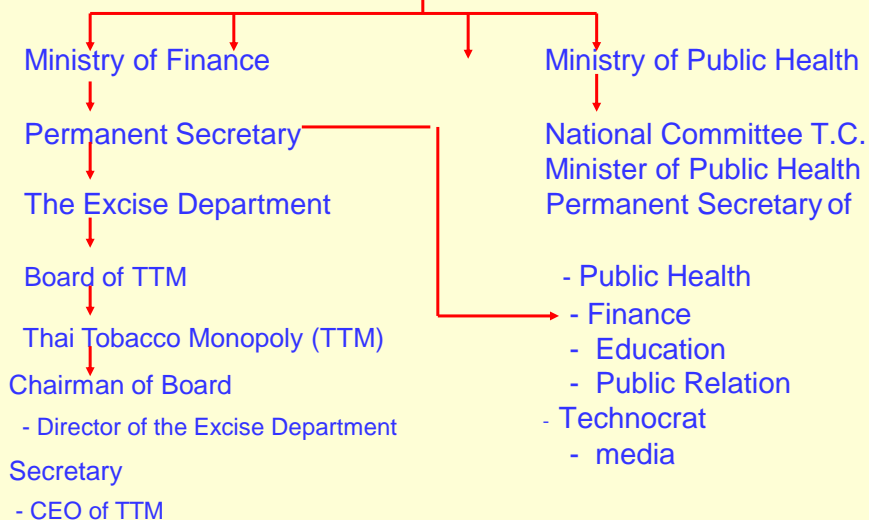 Ministry of Finance
Permanent Secretary
The Excise Department
Board of TTM
Thai Tobacco Monopoly (TTM)
Chairman of Board
- Director of the Excise Department
Secretary
- CEO of TTM
Ministry of Public Health
National Committee T.C.
Minister of Public Health
Permanent Secretary of
- Public Health
- Finance
- Education
- Public Relation
- Technocrat
- media